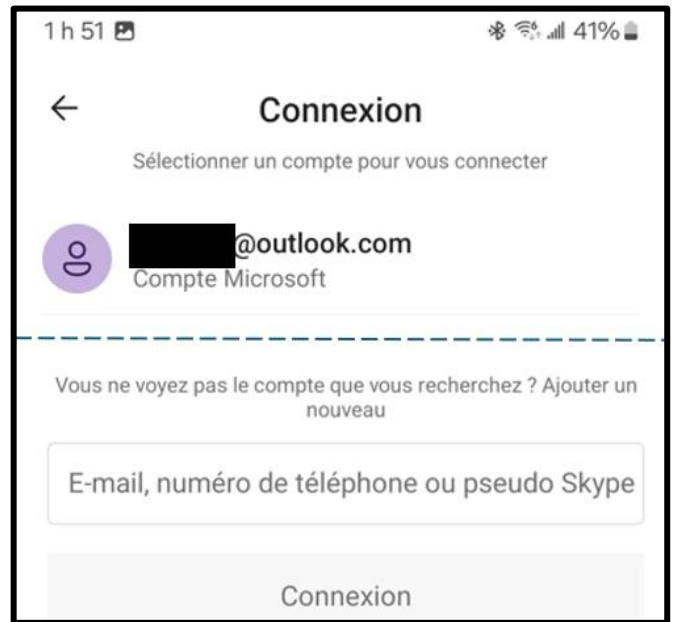 1 h 51 41%
Connexion
Sélectionner un compte pour vous connecter
@outlook.com
Compte Microsoft
Vous ne voyez pas le compte que vous recherchez ? Ajouter un
nouveau
E-mail, numéro de téléphone ou pseudo Skype
Connexion